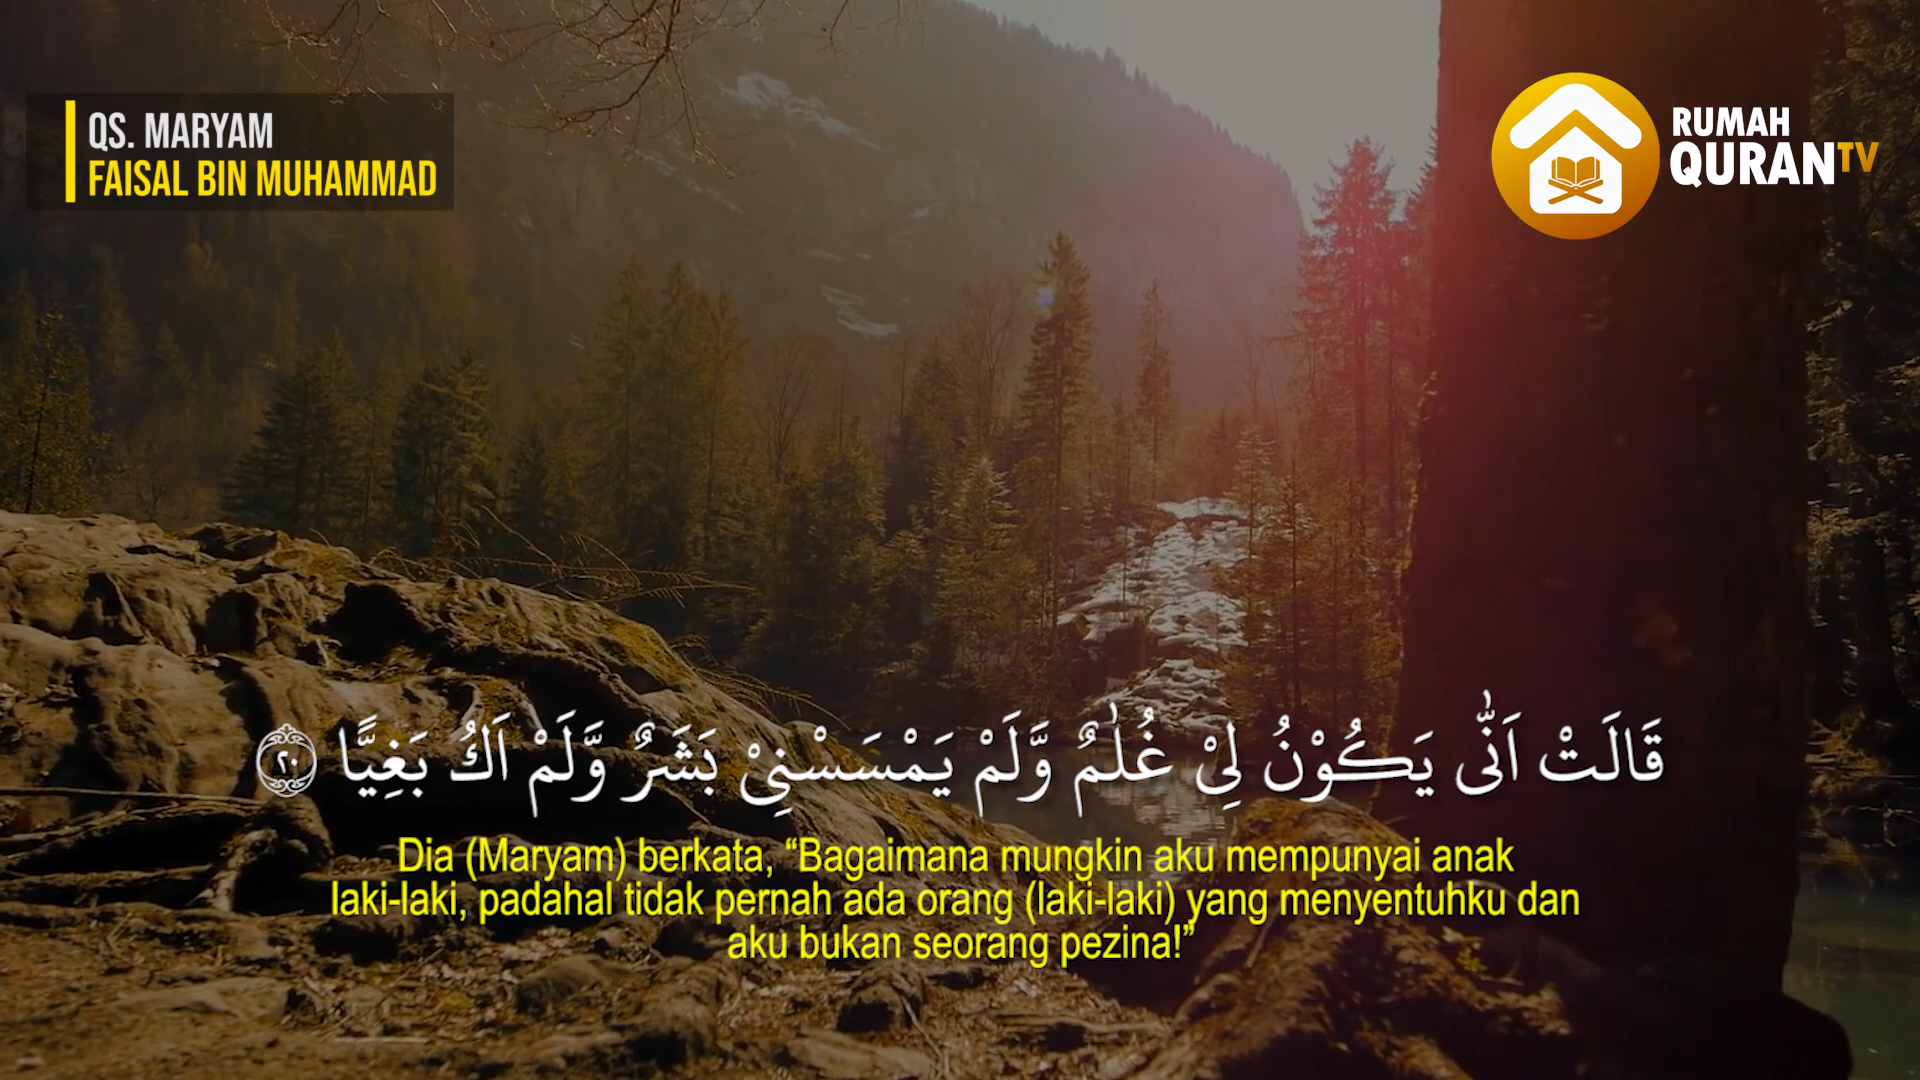 QS. MARYAM
FAISAL BIN MUHAMMAD
RUMAH
QURANTV
قَالَتْ اَنّٰى يَكُوْنُ لِيْ غُلٰمٌ وَّلَمْ يَمْسَسْنِيْ بَشَرٌ وَّلَمْ اَكُ بَغِيًّا ٢٠
Dia (Maryam) berkata, “Bagaimana mungkin aku mempunyai anak
laki-laki, padahal tidak pernah ada orang (laki-laki) yang menyentuhku dan
aku bukan seorang pezina!”